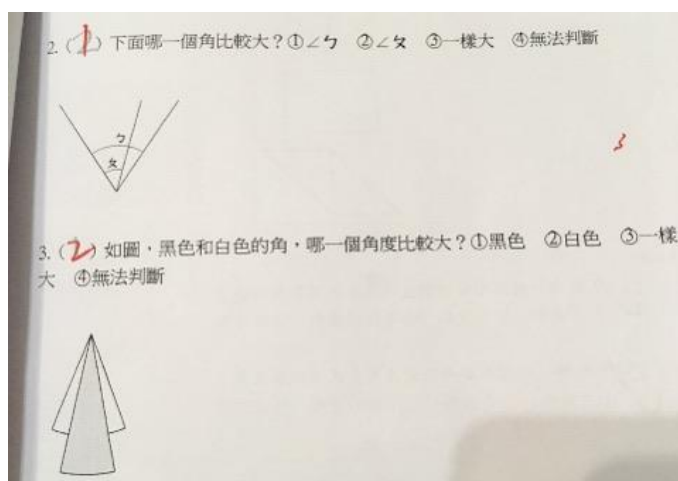 2. (1) 下面哪一個角比較大？①∠ㄅ ②∠ㄆ ③一樣大 ④無法判斷
ㄅ
ㄆ
3
3. (2) 如圖，黑色和白色的角，哪一個角度比較大？①黑色 ②白色 ③一樣
大 ④無法判斷